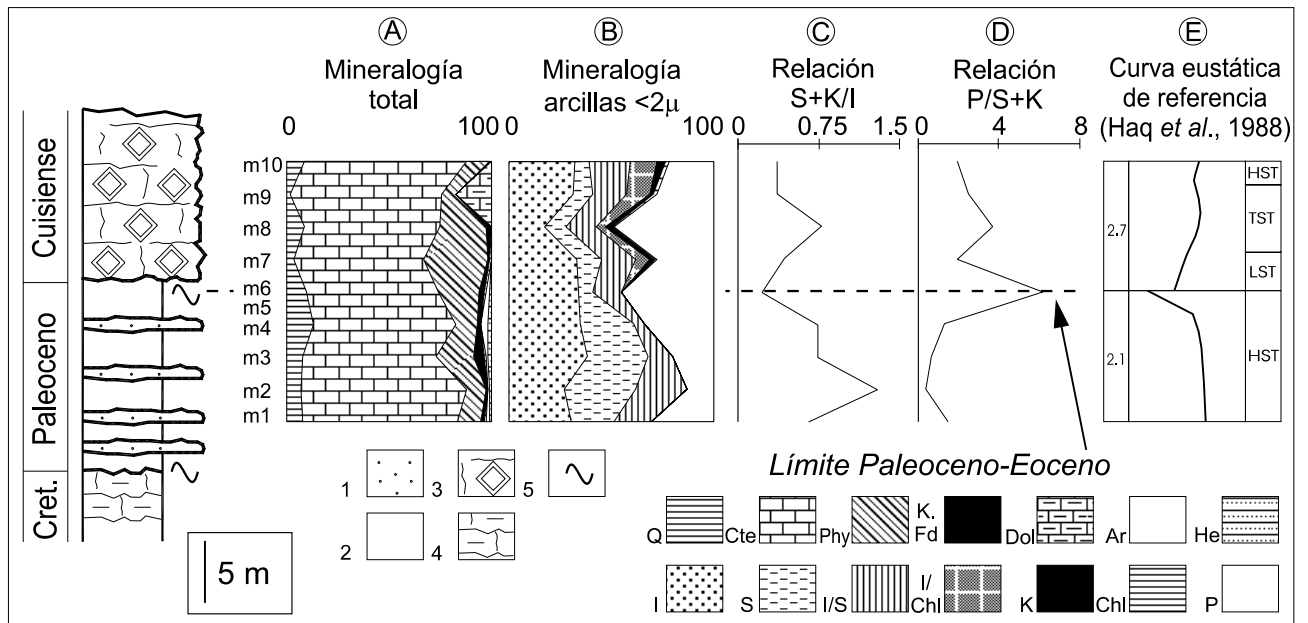 A
B
C
D
E
Mineralogía
total
Mineralogía
arcillas <2μ
Relación
S+K/I
Relación
P/S+K
Curva eustática
de referencia
(Haq et al., 1988)
0 100
0 100
0 0.75 1.5
0 4 8
Cuisiense
Paleoceno
Cret.
m10
m9
m8
m7
m6
m5
m4
m3
m2
m1
2.7
2.1
HST
TST
LST
HST
Límite Paleoceno-Eoceno
1 3 5
2 4
5 m
Q Cte Phy K. Fd Dol Ar He
I S I/S I/Chl K Chl P